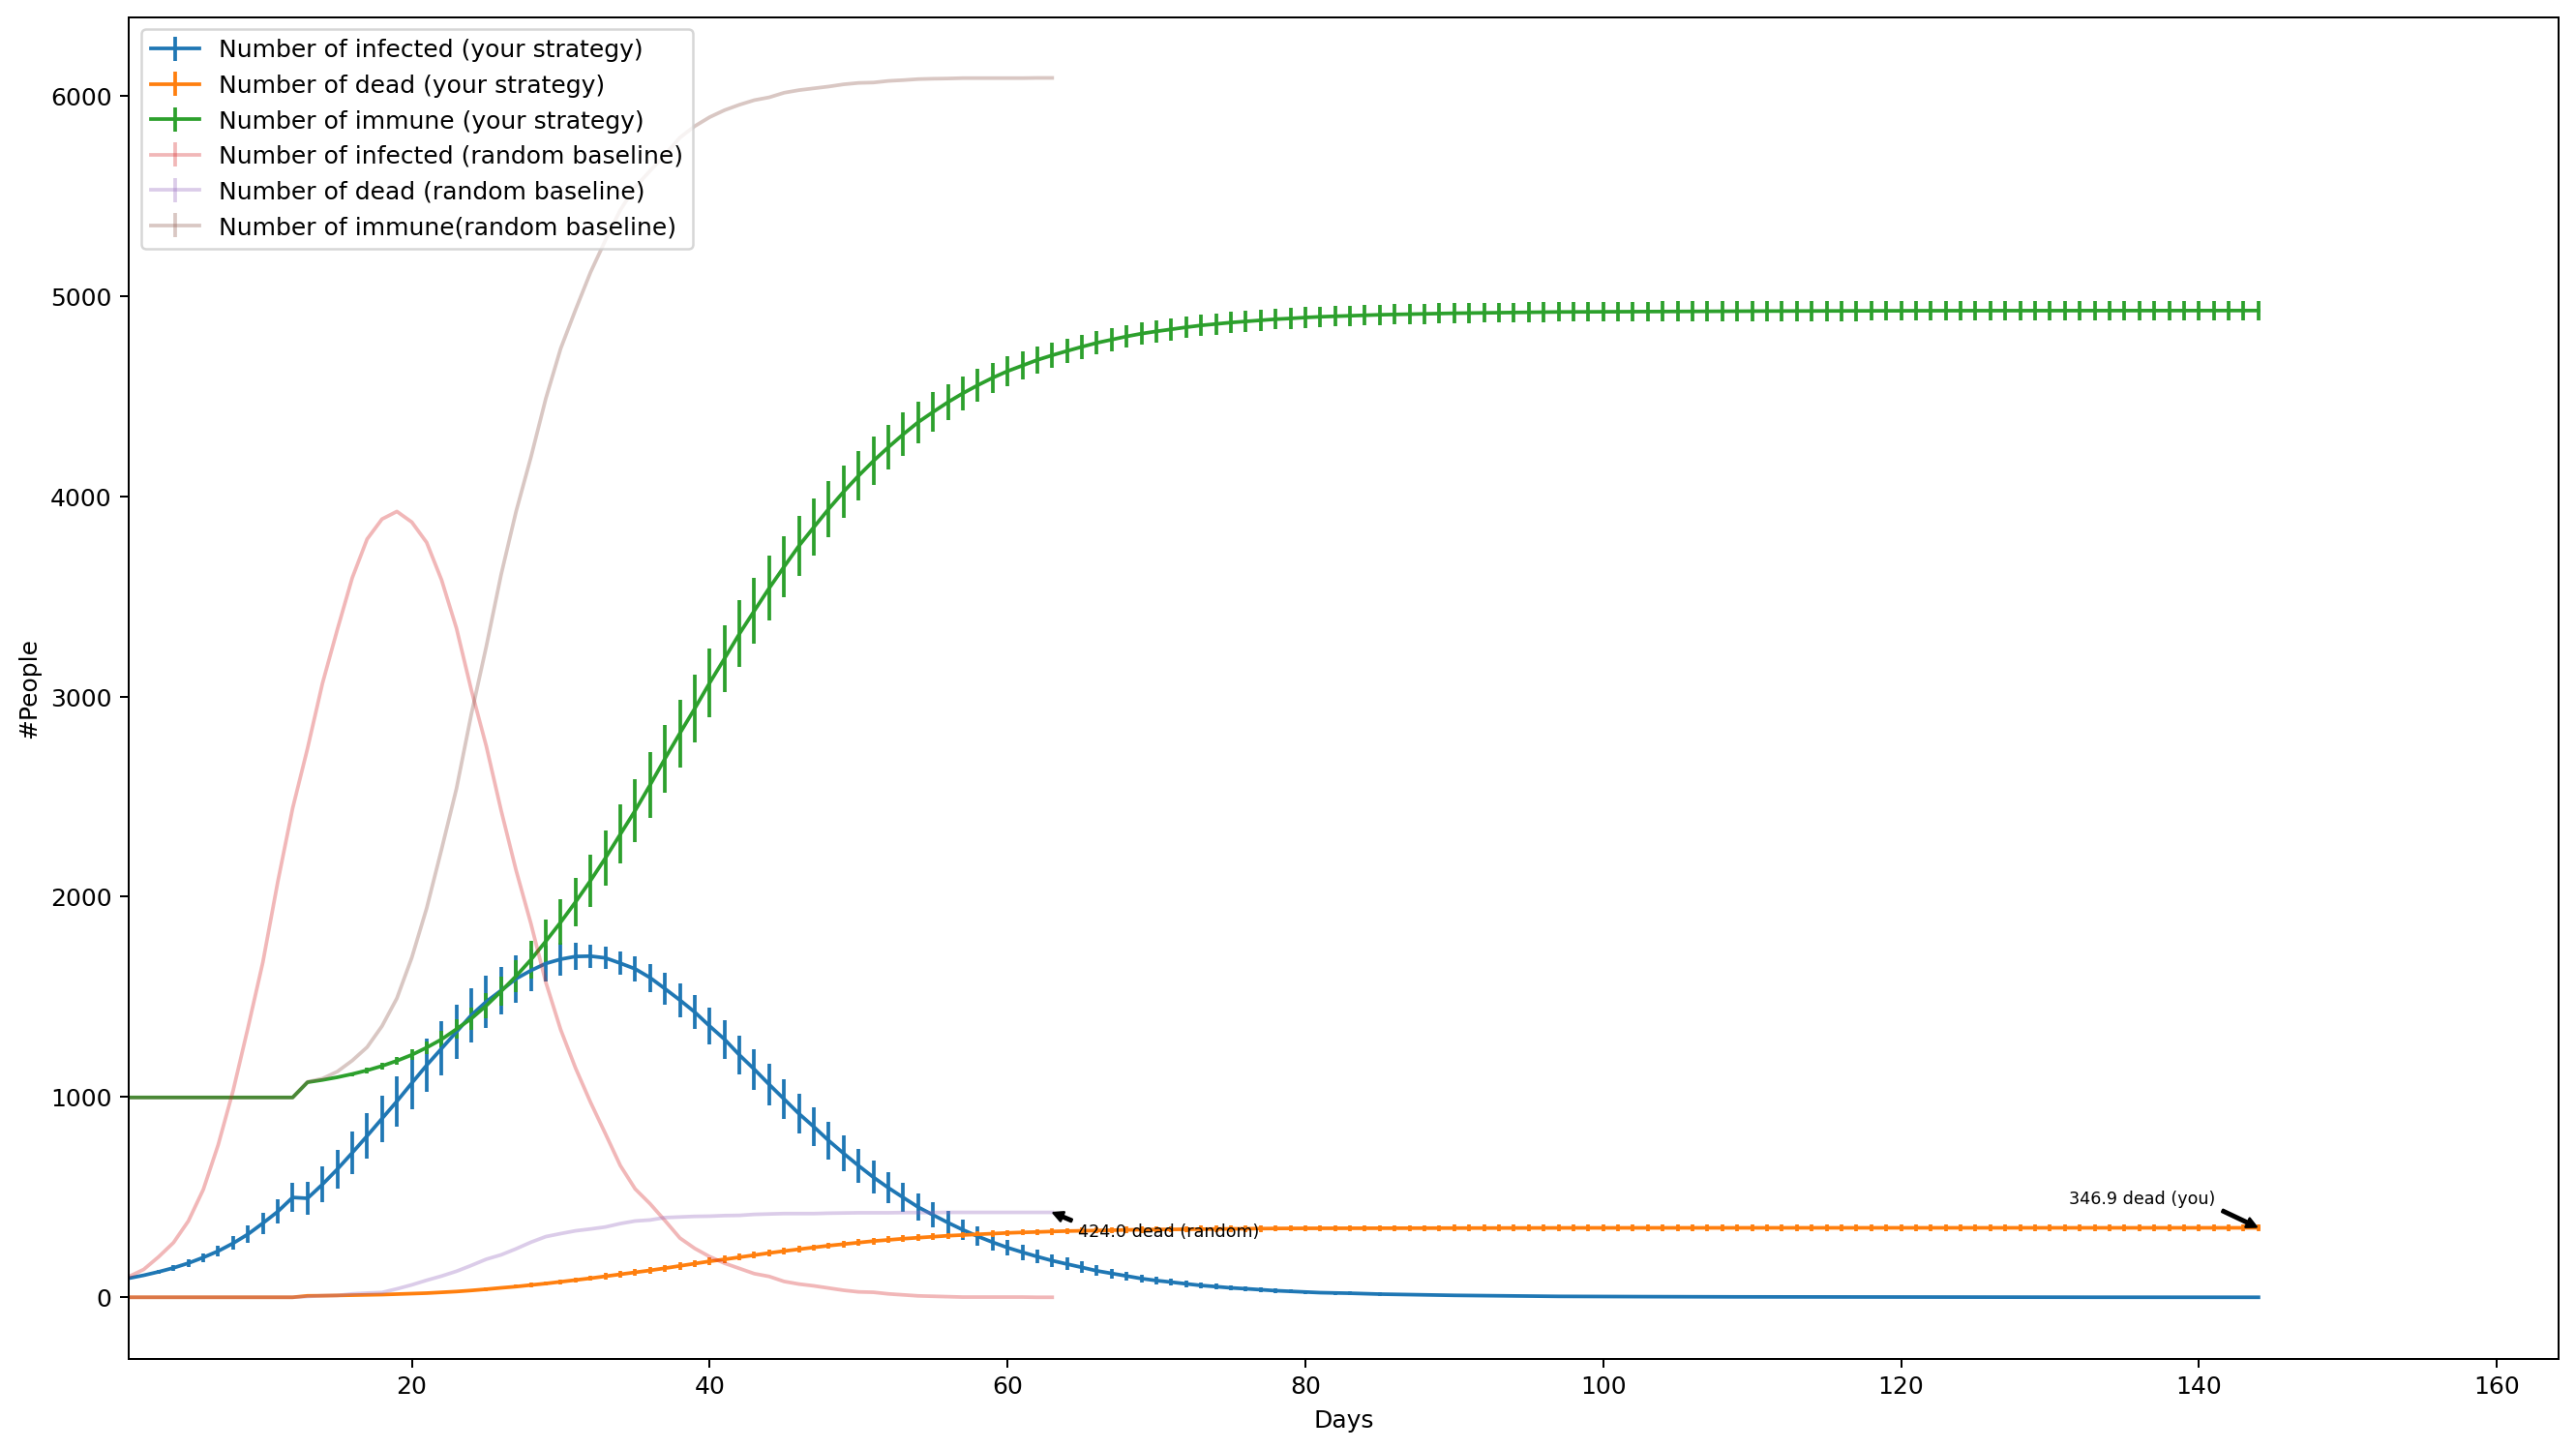 Number of infected (your strategy)
Number of dead (your strategy)
Number of immune (your strategy)
Number of infected (random baseline)
Number of dead (random baseline)
Number of immune(random baseline)
6000
5000
4000
3000
2000
1000
0
#People
346.9 dead (you)
424.0 dead (random)
20
40
60
80
100
120
140
160
Days